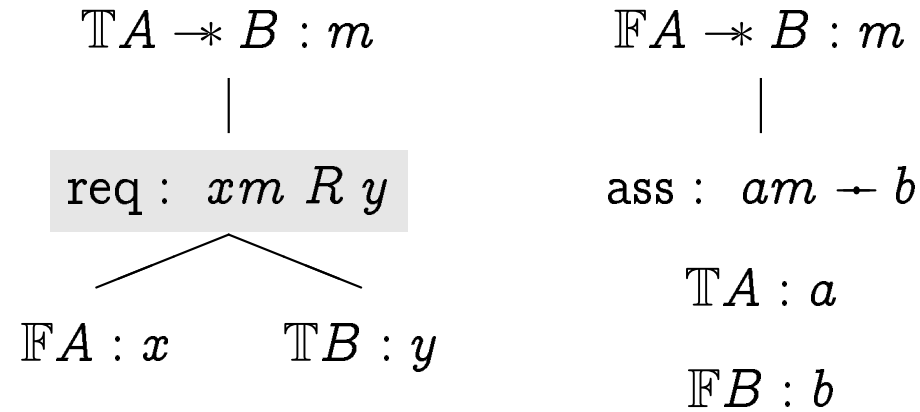 𝕋A −∗ B : m
𝔽A −∗ B : m
req : xm R y
ass : am ⟜ b
𝔽A : x
𝕋B : y
𝕋A : a
𝔽B : b